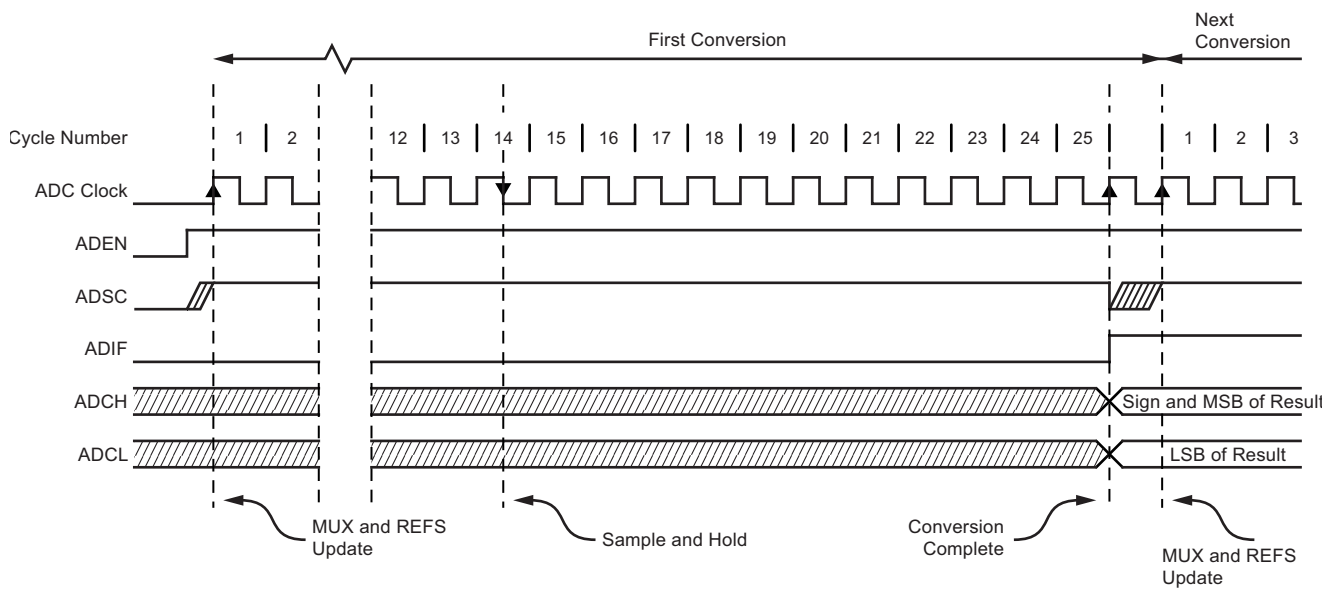 Next
Conversion
First Conversion
Cycle Number 1 2 12 13 14 15 16 17 18 19 20 21 22 23 24 25 1 2 3
ADC Clock
ADEN
ADSC
ADIF
ADCH Sign and MSB of Result
ADCL LSB of Result
MUX and REFS
Update
Sample and Hold
Conversion
Complete
MUX and REFS
Update